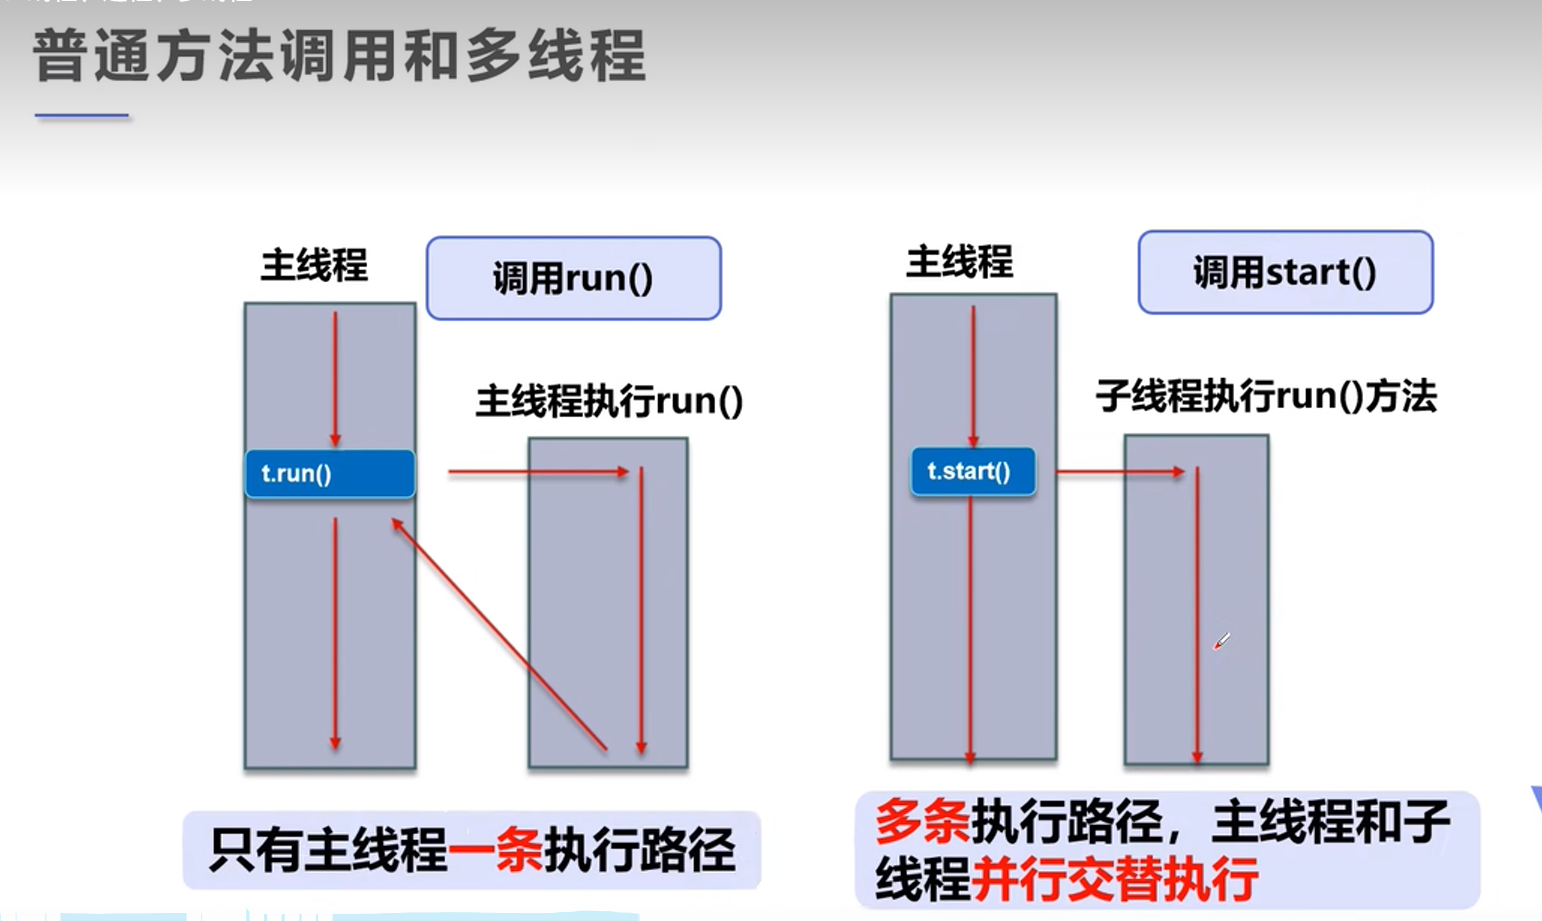 普通方法调用和多线程
主线程
调用run()
主线程执行run()
t.run()
只有主线程一条执行路径
主线程
调用start()
子线程执行run()方法
t.start()
多条执行路径，主线程和子
线程并行交替执行